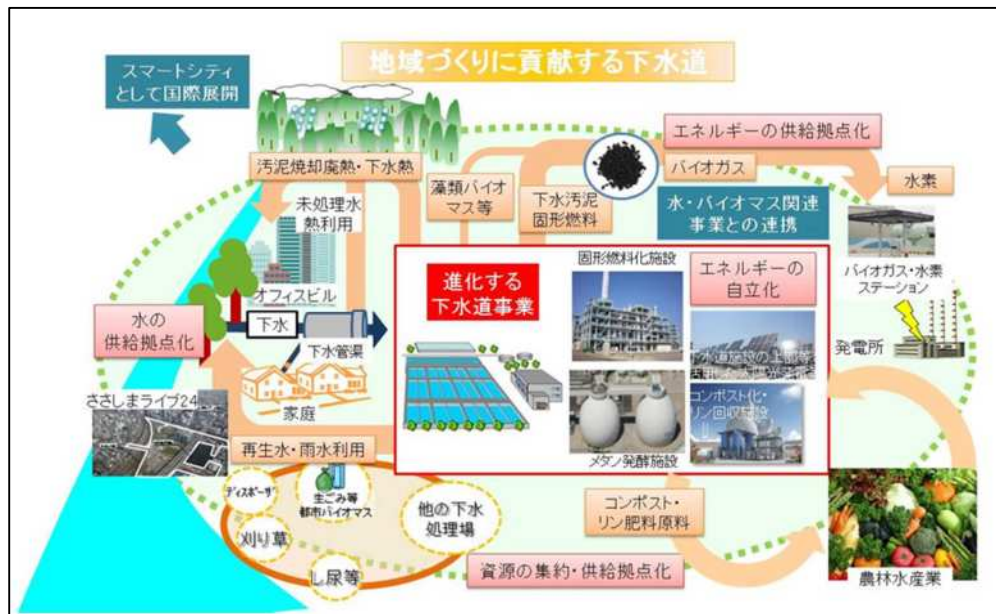 地域づくりに貢献する下水道
スマートシティ
として国際展開
エネルギーの供給拠点化
汚泥焼却廃熱・下水熱
藻類バイオ
マス等
下水汚泥
固形燃料
バイオガス
水素
未処理水
熱利用
水・バイオマス関連
事業との連携
オフィスビル
進化する
下水道事業
固形燃料化施設
エネルギーの
自立化
バイオガス・水素
ステーション
水の
供給拠点化
下水
下水管渠
発電所
下水道施設の上部等
コンポスト化・
リン回収施設
家庭
ささしまライブ24
メタン発酵施設
再生水・雨水利用
ディスポーザ
生ごみ等
都市バイオマス
他の下水
処理場
刈り草
し尿等
コンポスト・
リン肥料原料
資源の集約・供給拠点化
農林水産業